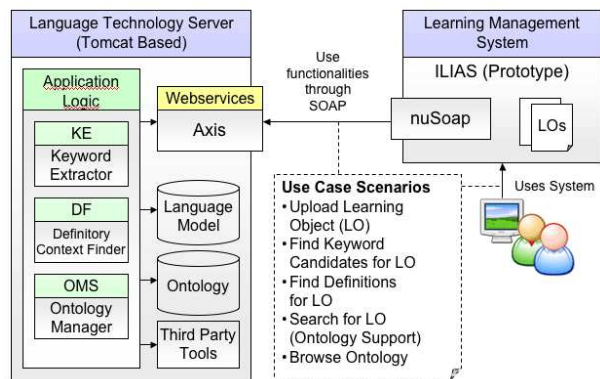 Language Technology Server
(Tomcat Based)
Application
Logic
KE
Keyword
Extractor
DF
Definitory
Context Finder
OMS
Ontology
Manager
Webservices
Axis
Language
Model
Ontology
Third Party
Tools
Use
functionalities
through
SOAP
Learning Management
System
ILIAS (Prototype)
nuSoap
LOs
Uses System
Use Case Scenarios
•Upload Learning
Object (LO)
•Find Keyword
Candidates for LO
•Find Definitions
for LO
•Search for LO
(Ontology Support)
•Browse Ontology